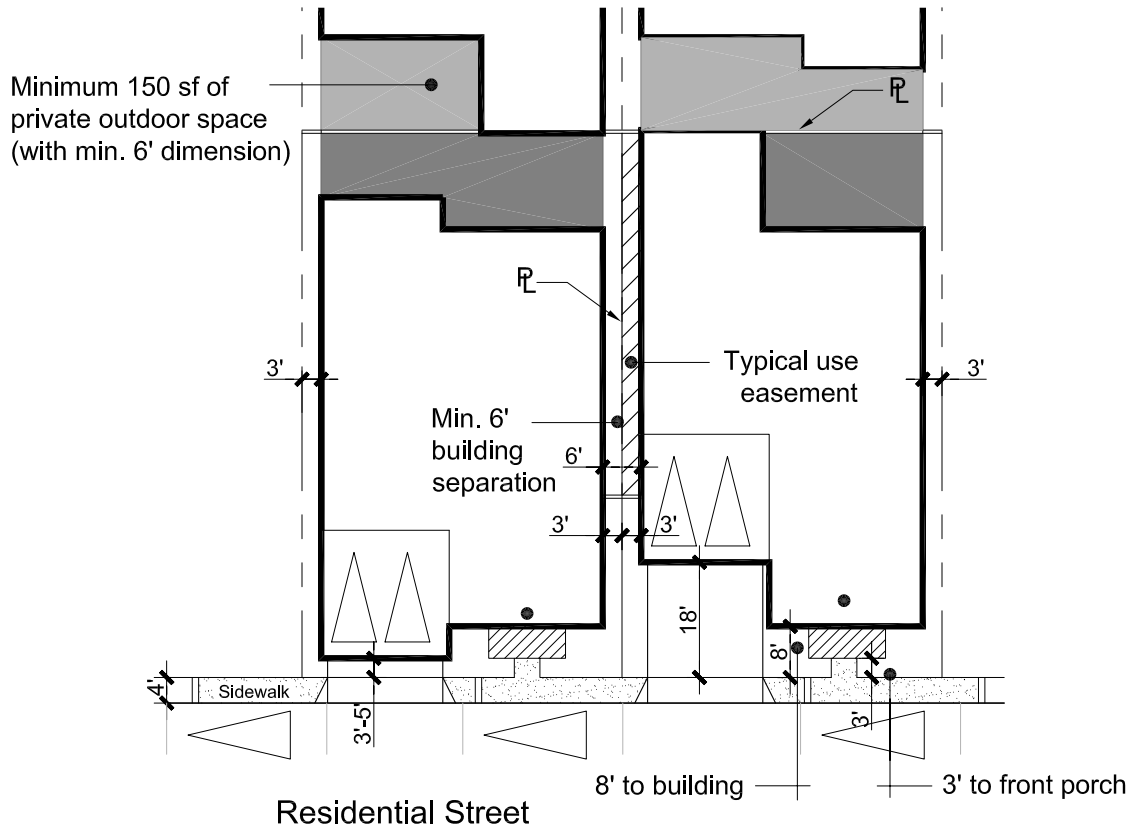 Minimum 150 sf of
private outdoor space
(with min. 6' dimension)
PL
PL
Typical use
easement
3'
3'
Min. 6'
building
separation
6'
3'
3'
18'
8'
4'
Sidewalk
3'-5'
3'
8' to building
3' to front porch
Residential Street